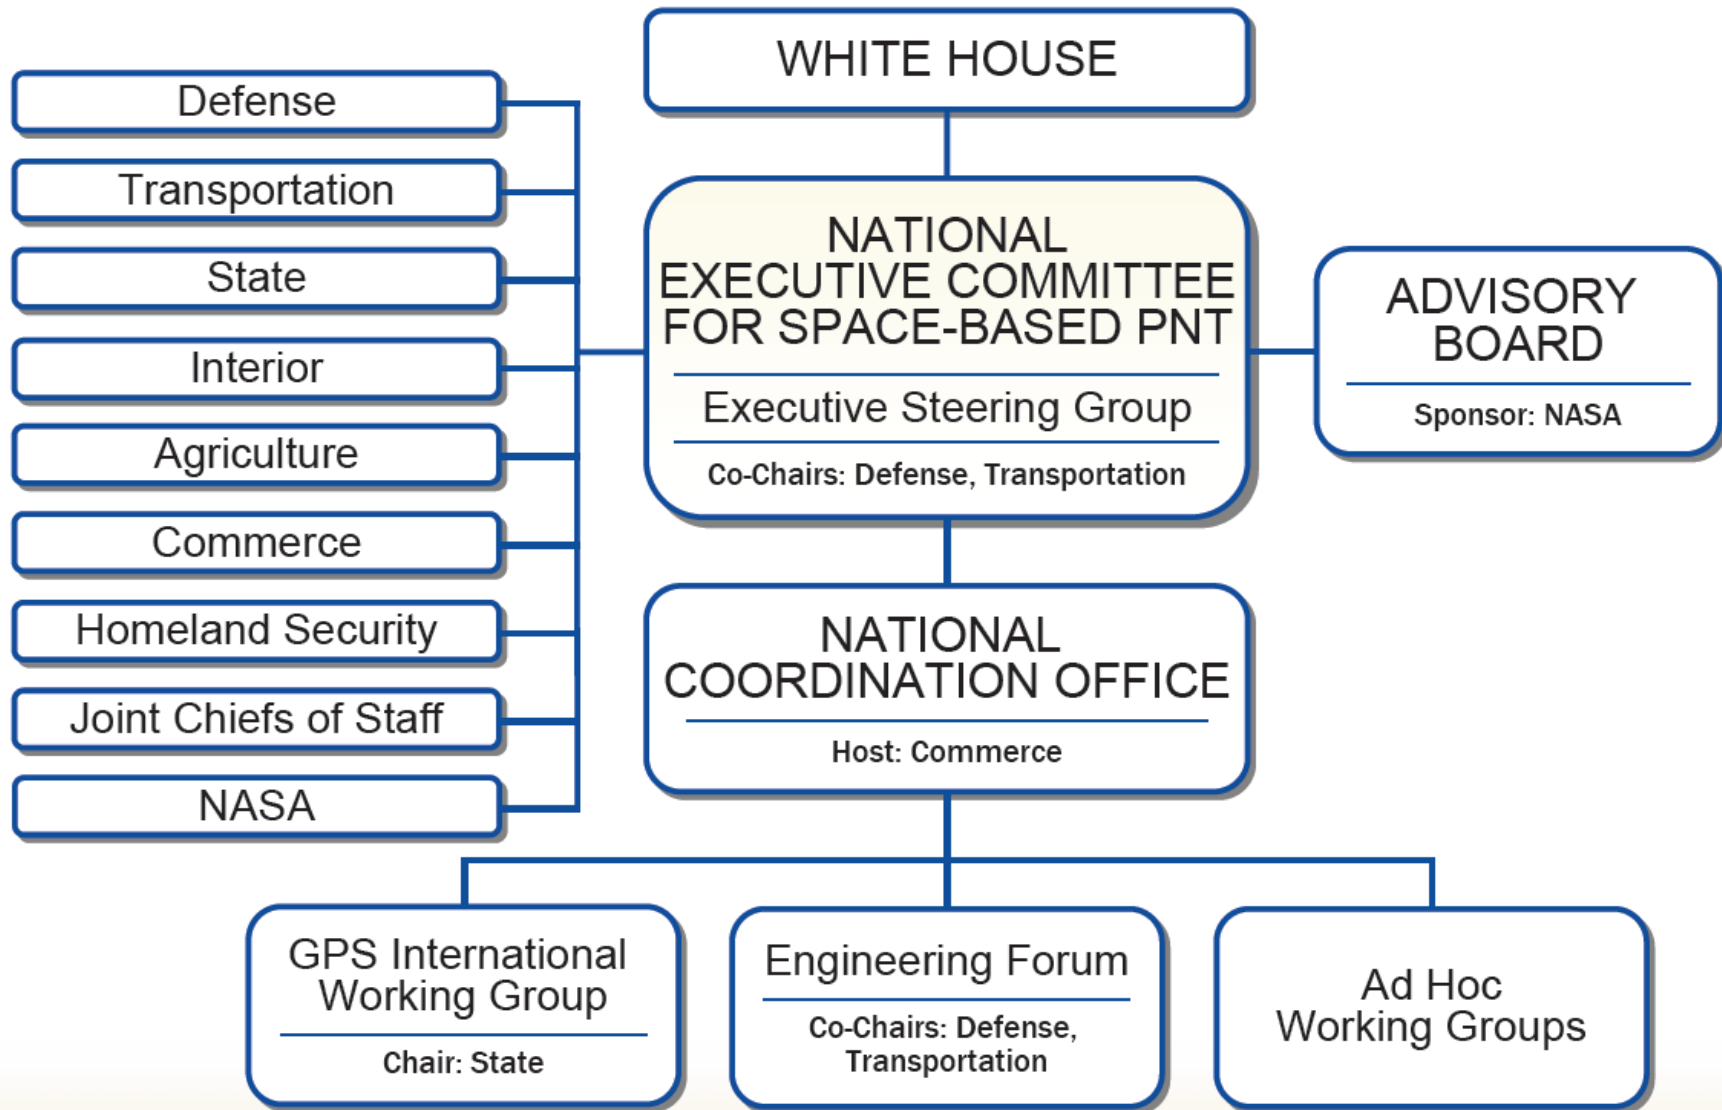 WHITE HOUSE
Defense
Transportation
State
Interior
Agriculture
Commerce
Homeland Security
Joint Chiefs of Staff
NASA
NATIONAL
EXECUTIVE COMMITTEE
FOR SPACE-BASED PNT
Executive Steering Group
Co-Chairs: Defense, Transportation
ADVISORY
BOARD
Sponsor: NASA
NATIONAL
COORDINATION OFFICE
Host: Commerce
GPS International
Working Group
Chair: State
Engineering Forum
Co-Chairs: Defense,
Transportation
Ad Hoc
Working Groups